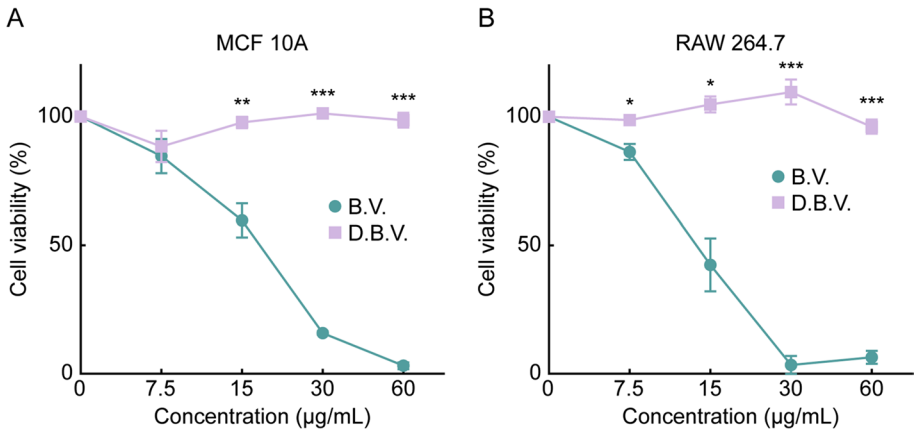 A
MCF 10A
Cell viability (%)
100
50
0
**
***
***
B.V.
D.B.V.
0 7.5 15 30 60
Concentration (µg/mL)
B
RAW 264.7
Cell viability (%)
100
50
0
*
*
***
***
B.V.
D.B.V.
0 7.5 15 30 60
Concentration (µg/mL)